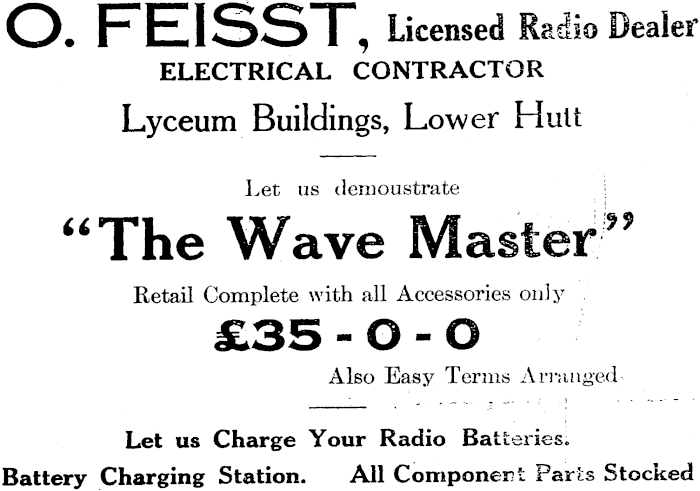 O. FEISST, Licensed Radio Dealer
ELECTRICAL CONTRACTOR
Lyceum Buildings, Lower Hutt
Let us demoustrate
“The Wave Master”
Retail Complete with all Accessories only
£35 - 0 - 0
Also Easy Terms Arranged
Let us Charge Your Radio Batteries.
Battery Charging Station. All Component Parts Stocked